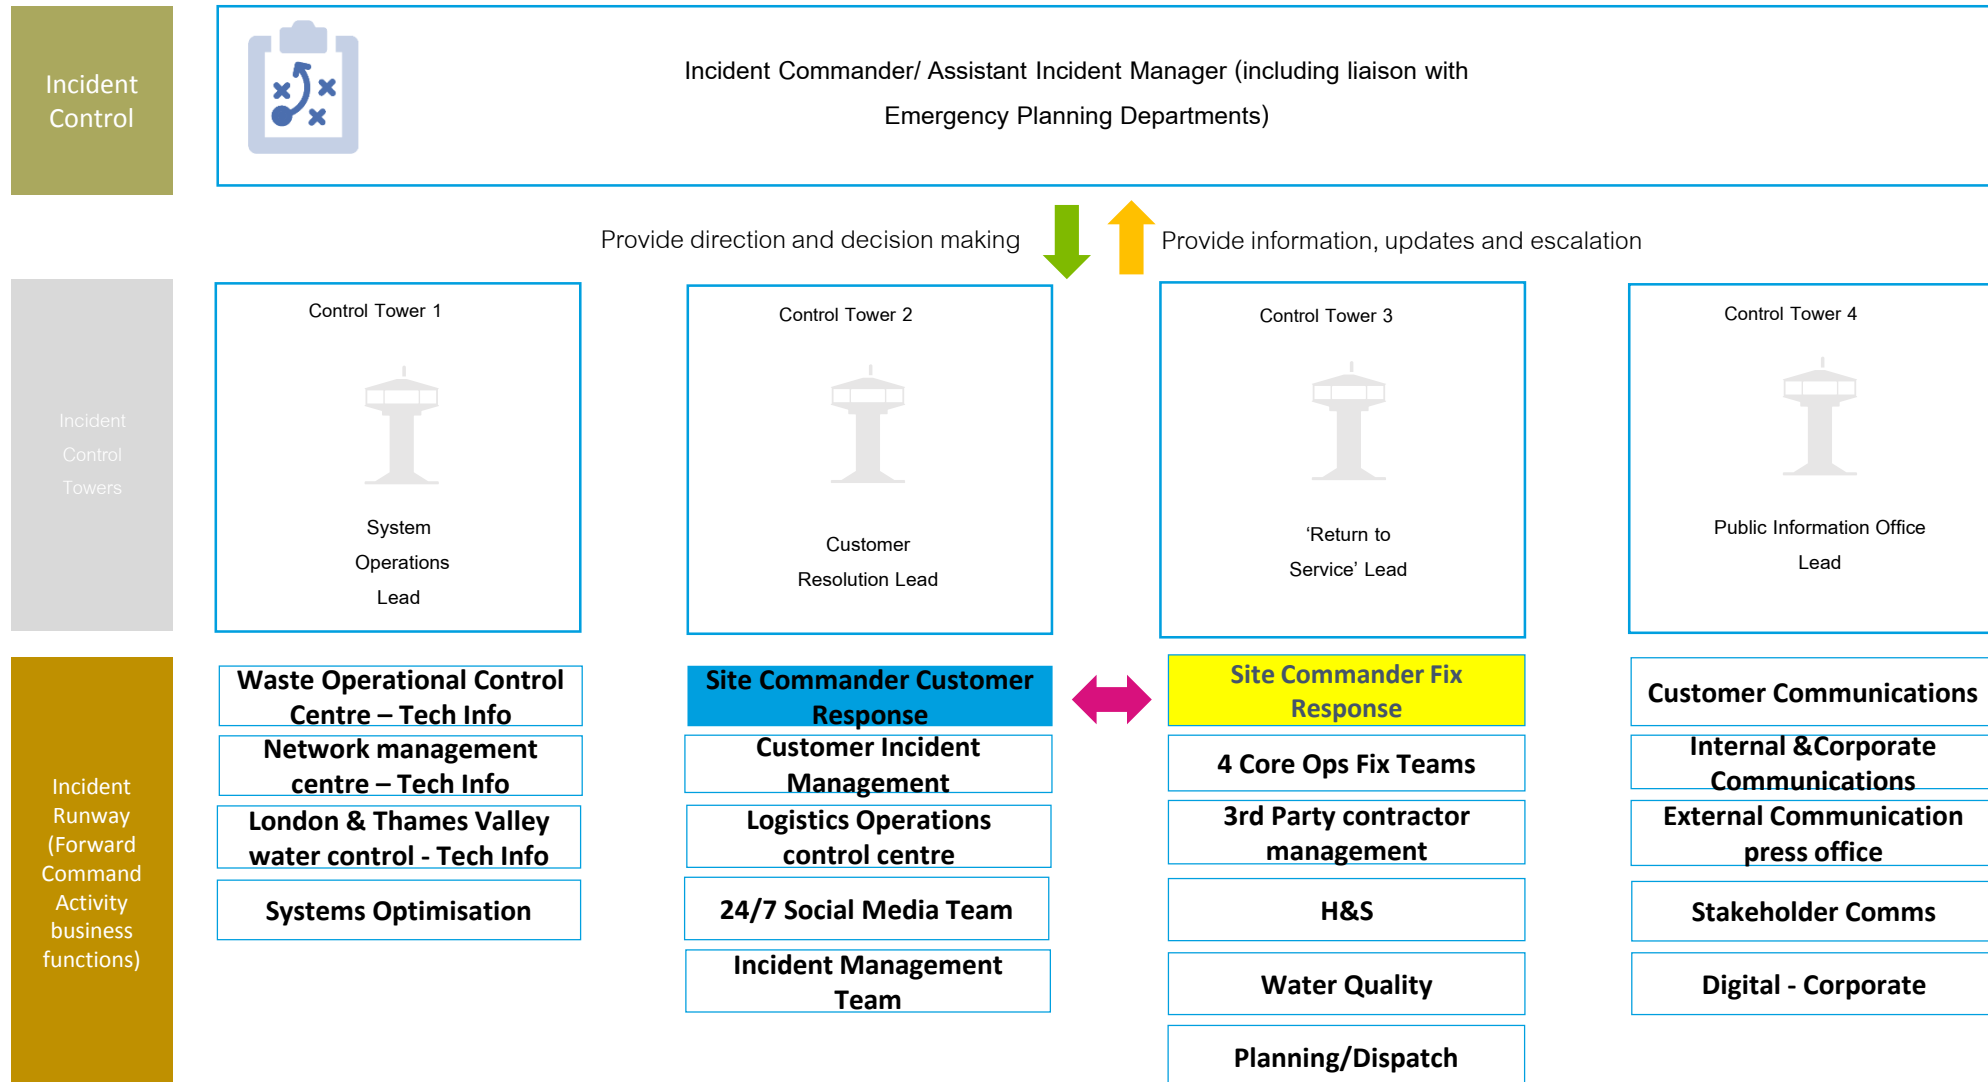 Incident
Control
Incident Commander/ Assistant Incident Manager (including liaison with
Emergency Planning Departments)
Provide direction and decision making
Provide information, updates and escalation
Incident
Control
Towers
Control Tower 1
System
Operations
Lead
Control Tower 2
Customer
Resolution Lead
Control Tower 3
‘Return to
Service’ Lead
Control Tower 4
Public Information Office
Lead
Incident
Runway
(Forward
Command
Activity
business
functions)
Waste Operational Control
Centre – Tech Info
Network management
centre – Tech Info
London & Thames Valley
water control - Tech Info
Systems Optimisation
Site Commander Customer
Response
Customer Incident
Management
Logistics Operations
control centre
24/7 Social Media Team
Incident Management
Team
Site Commander Fix
Response
4 Core Ops Fix Teams
3rd Party contractor
management
H&S
Water Quality
Planning/Dispatch
Customer Communications
Internal &Corporate
Communications
External Communication
press office
Stakeholder Comms
Digital - Corporate